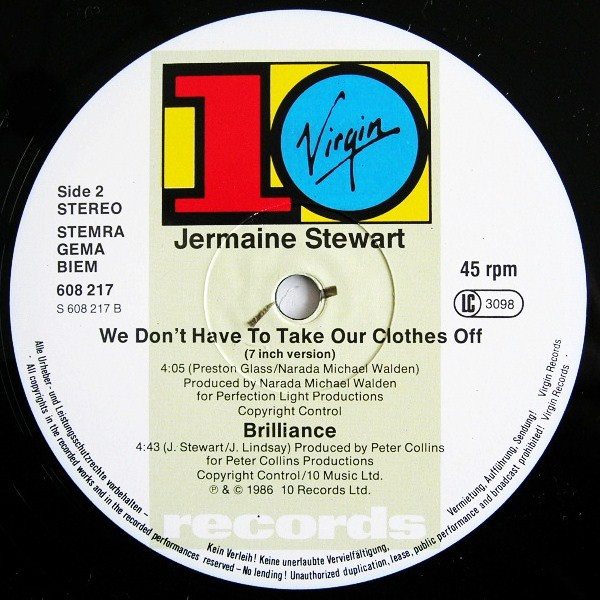 10
Virgin
Side 2
STEREO
STEMRA
GEMA
BIEM
608 217
S 608 217 B
Jermaine Stewart
45 rpm
LC 3098
We Don't Have To Take Our Clothes Off
(7 inch version)
4:05 (Preston Glass/Narada Michael Walden)
Produced by Narada Michael Walden
for Perfection Light Productions
Copyright Control
Brilliance
4:43 (J. Stewart/J. Lindsay) Produced by Peter Collins
for Peter Collins Productions
Copyright Control/10 Music Ltd.
℗ & © 1986 10 Records Ltd.
records
Alle Urheber- und Leistungsschutzrechte vorbehalten – Kein Verleih! Keine unerlaubte Vervielfältigung, Vermietung, Aufführung, Sendung! Virgin Records
- All copyrights in the recorded works and in the recorded performances reserved – No lending! Unauthorized duplication, lease, public performance and broadcast prohibited! Virgin Records -